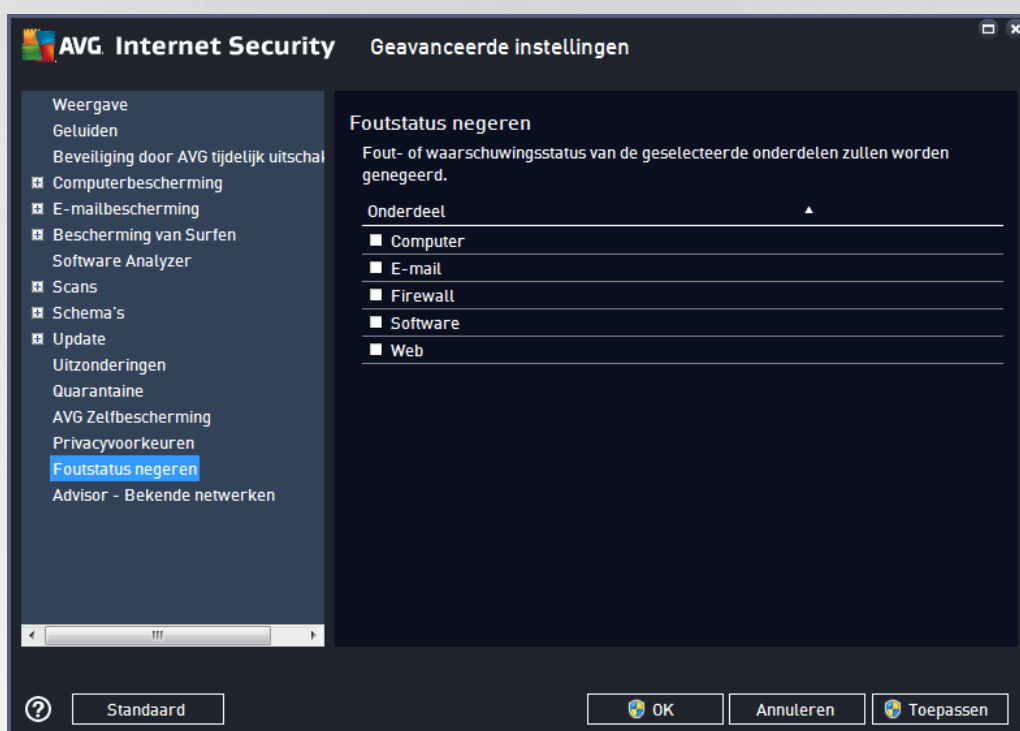 AVG. Internet Security
Geavanceerde instellingen
Weergave
Geluiden
Beveiliging door AVG tijdelijk
Computerbescherming
E-mailbescherming
Bescherming van Surfen
Software Analyzer
Scans
Schema's
Update
Uitzonderingen
Quarantaine
AVG Zelfbescherming
Privacyvoorkeuren
Foutstatus negeren
Advisor - Bekende netwerken
Foutstatus negeren
Fout- of waarschuwingsstatus van de geselecteerde onderdelen zullen worden
genegeerd.
Onderdeel
Computer
E-mail
Firewall
Software
Web
Standaard
OK
Annuleren
Toepassen